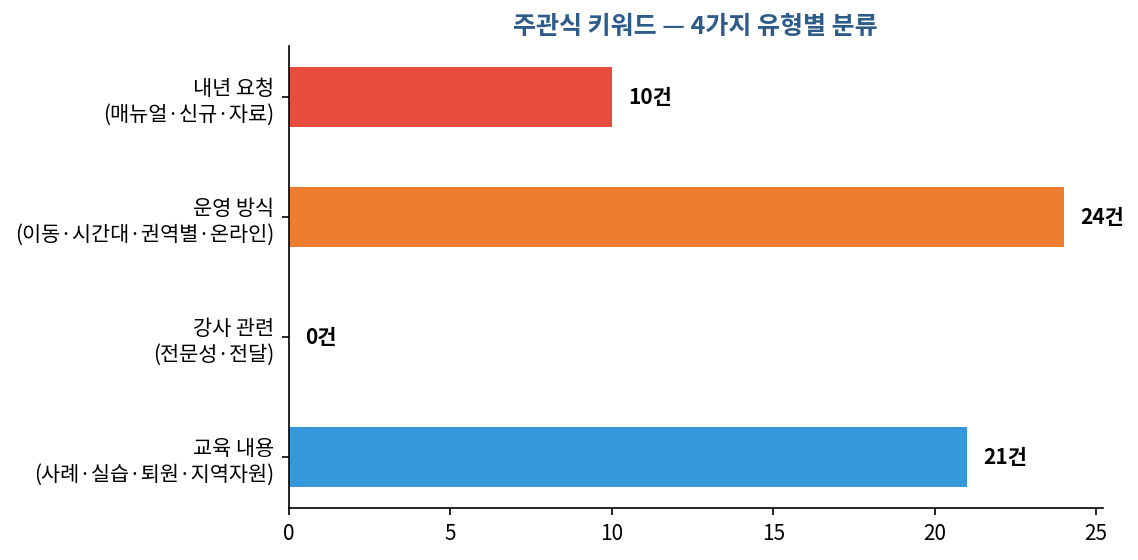 주관식 키워드 — 4가지 유형별 분류
내년 요청
(매뉴얼·신규·자료)
10건
운영 방식
(이동·시간대·권역별·온라인)
24건
강사 관련
(전문성·전달)
0건
교육 내용
(사례·실습·퇴원·지역자원)
21건
0 5 10 15 20 25